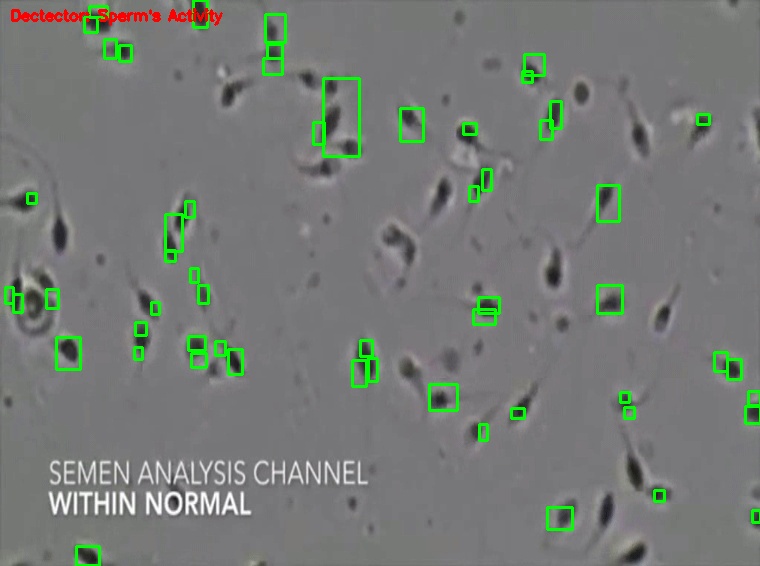 Dectector: Sperm's Activity
SEMEN ANALYSIS CHANNEL
WITHIN NORMAL